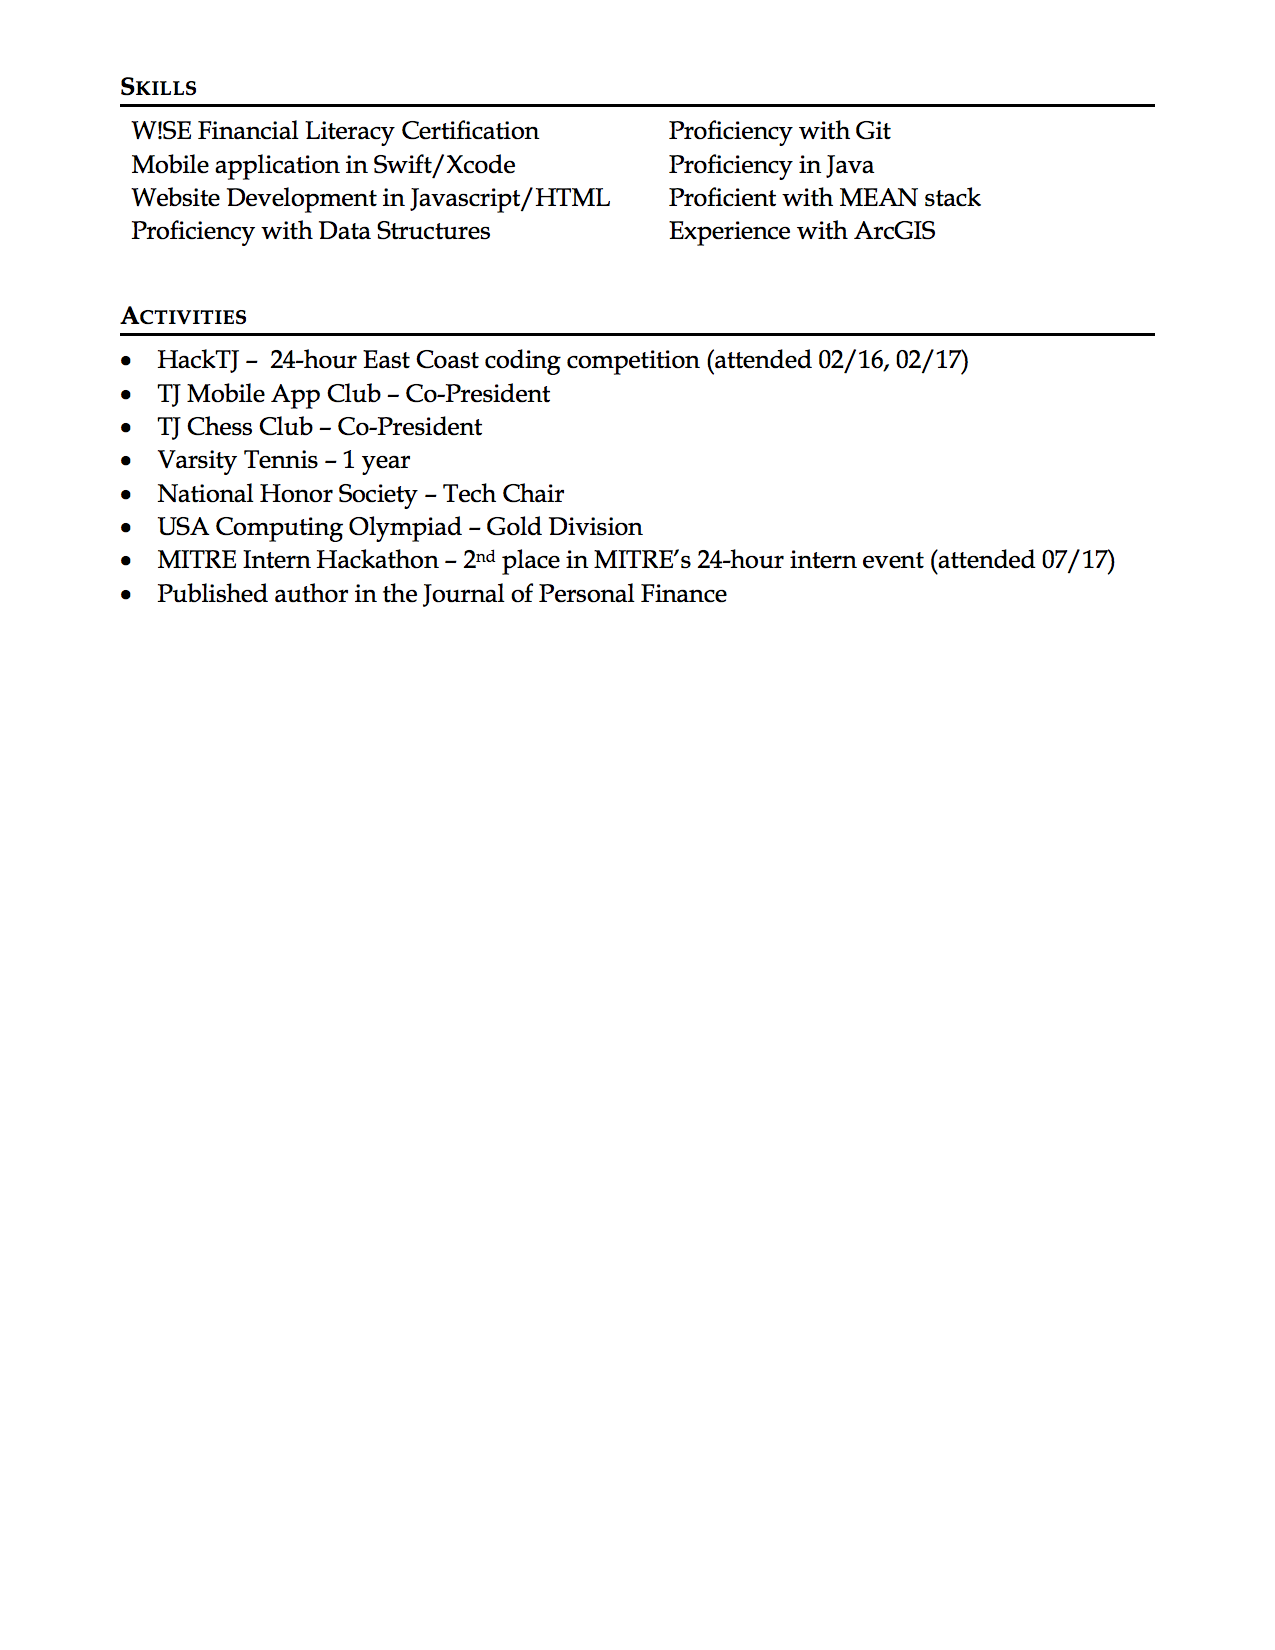 SKILLS
W!SE Financial Literacy Certification Proficiency with Git
Mobile application in Swift/Xcode Proficiency in Java
Website Development in Javascript/HTML Proficient with MEAN stack
Proficiency with Data Structures Experience with ArcGIS
ACTIVITIES
• HackTJ –  24-hour East Coast coding competition (attended 02/16, 02/17)
• TJ Mobile App Club – Co-President
• TJ Chess Club – Co-President
• Varsity Tennis – 1 year
• National Honor Society – Tech Chair
• USA Computing Olympiad – Gold Division
• MITRE Intern Hackathon – 2nd place in MITRE’s 24-hour intern event (attended 07/17)
• Published author in the Journal of Personal Finance